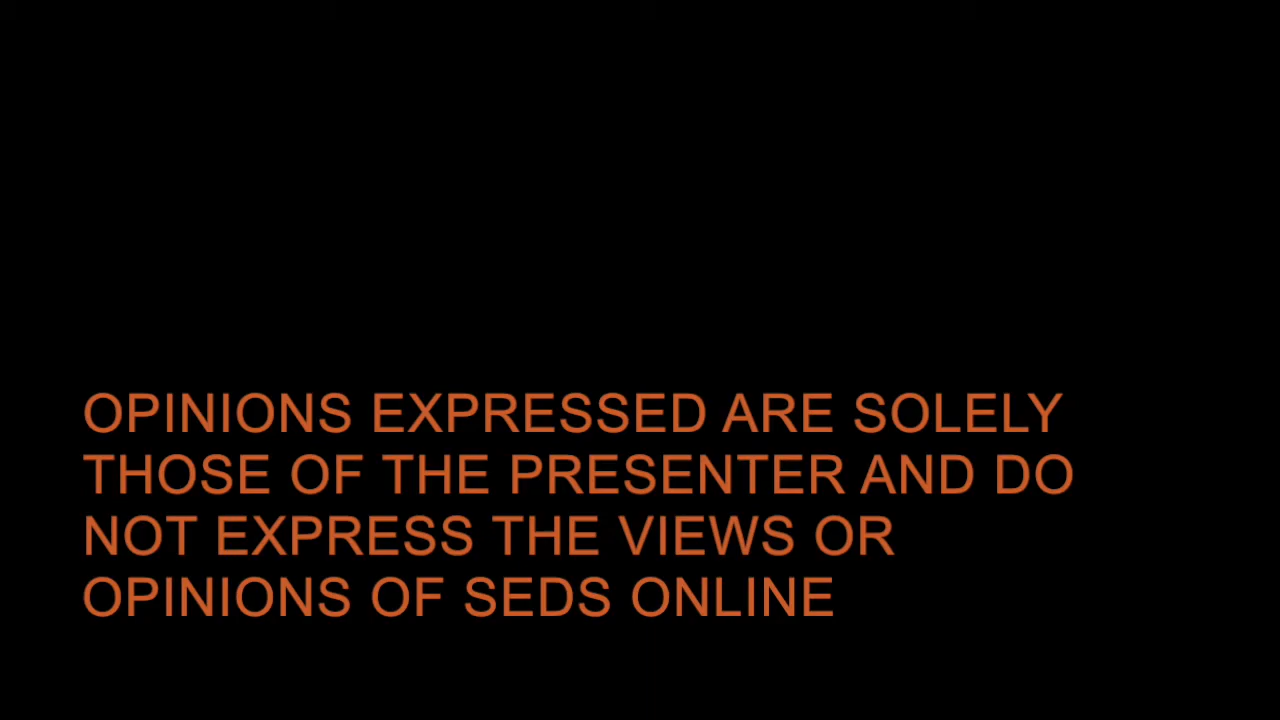 OPINIONS EXPRESSED ARE SOLELY
THOSE OF THE PRESENTER AND DO
NOT EXPRESS THE VIEWS OR
OPINIONS OF SEDS ONLINE